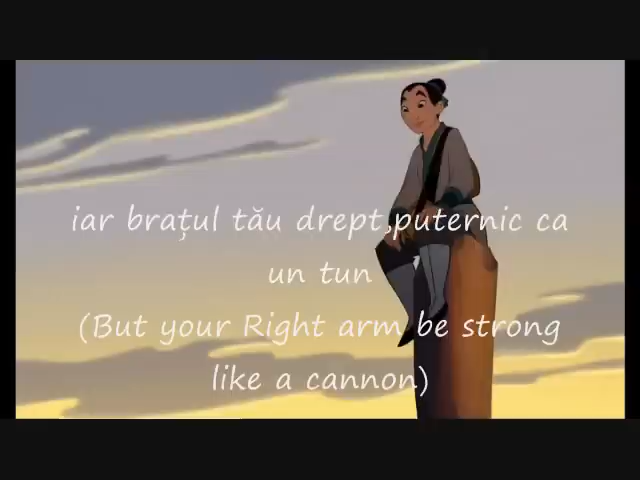 iar brațul tău drept,puternic ca
un tun
(But your Right arm be strong
like a cannon)